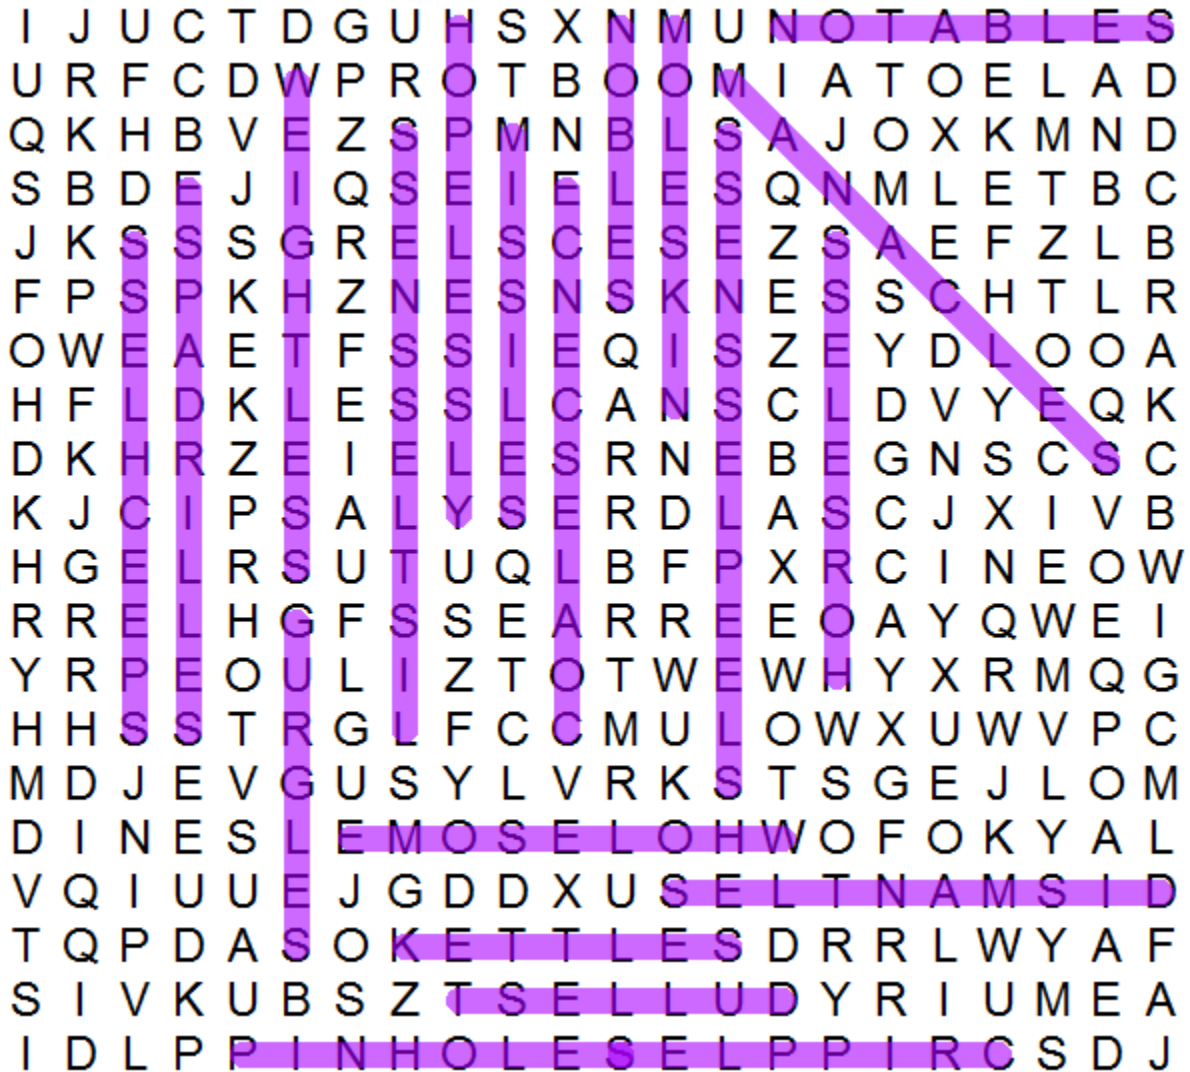 I J U C T D G U H S X N M U N O T A B L E S
U R F C D W P R O T B O O M I A T O E L A D
Q K H B V E Z S P M N B L S A J O X K M N D
S B D E J I Q S E I E L E S Q N M L E T B C
J K S S S G R E L S C E S E Z S A E F Z L B
F P S P K H Z N E S N S K N E S S C H T L R
O W E A E T F S S I E Q I S Z E Y D L O O A
H F L D K L E S S L C A N S C L D V Y E Q K
D K H R Z E I E L E S R N E B E G N S C S C
K J C I P S A L Y S E R D L A S C J X I V B
H G E L R S U T U Q L B F P X R C I N E O W
R R E L H G F S S E A R R E E O A Y Q W E I
Y R P E O U L I Z T O T W E W H Y X R M Q G
H H S S T R G L F C C M U L O W X U W V P C
M D J E V G U S Y L V R K S T S G E J L O M
D I N E S L E M O S E L O H W O F O K Y A L
V Q I U U E J G D D X U S E L T N A M S I D
T Q P D A S O K E T T L E S D R R L W Y A F
S I V K U B S Z T S E L L U D Y R I U M E A
I D L P P I N H O L E S E L P P I R C S D J